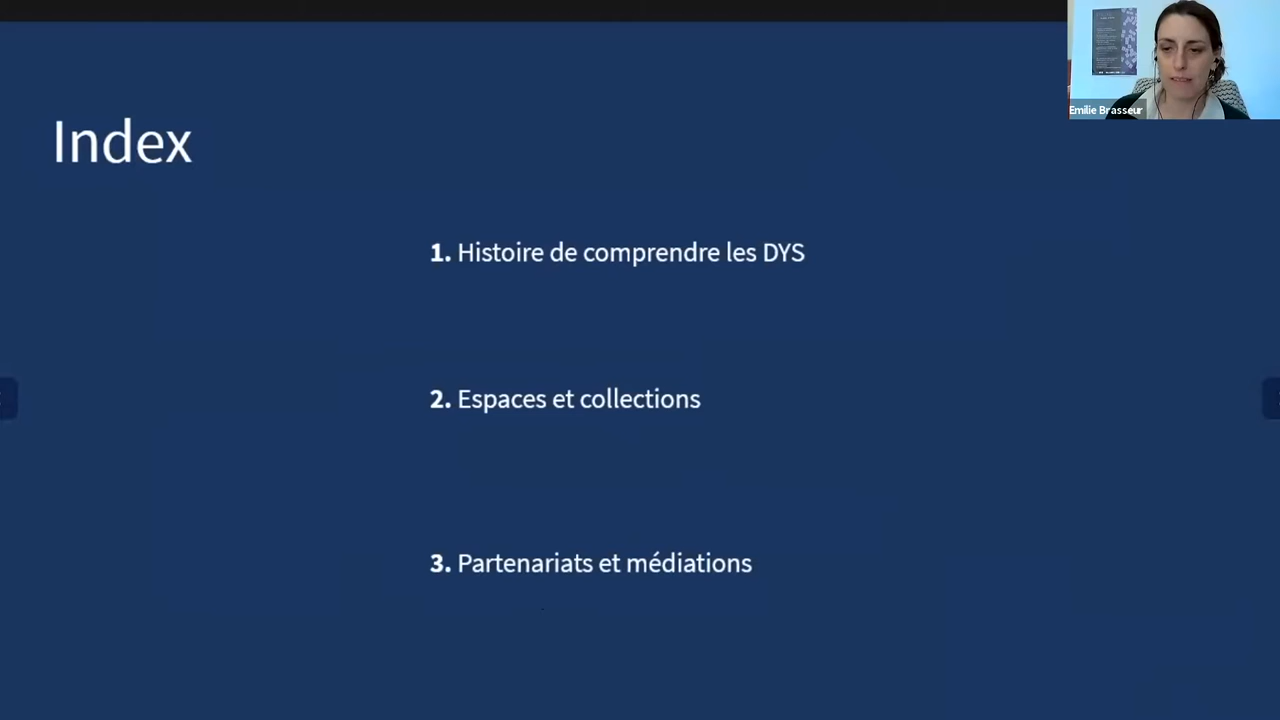 Emilie Brasseur
Index
1. Histoire de comprendre les DYS
2. Espaces et collections
3. Partenariats et médiations